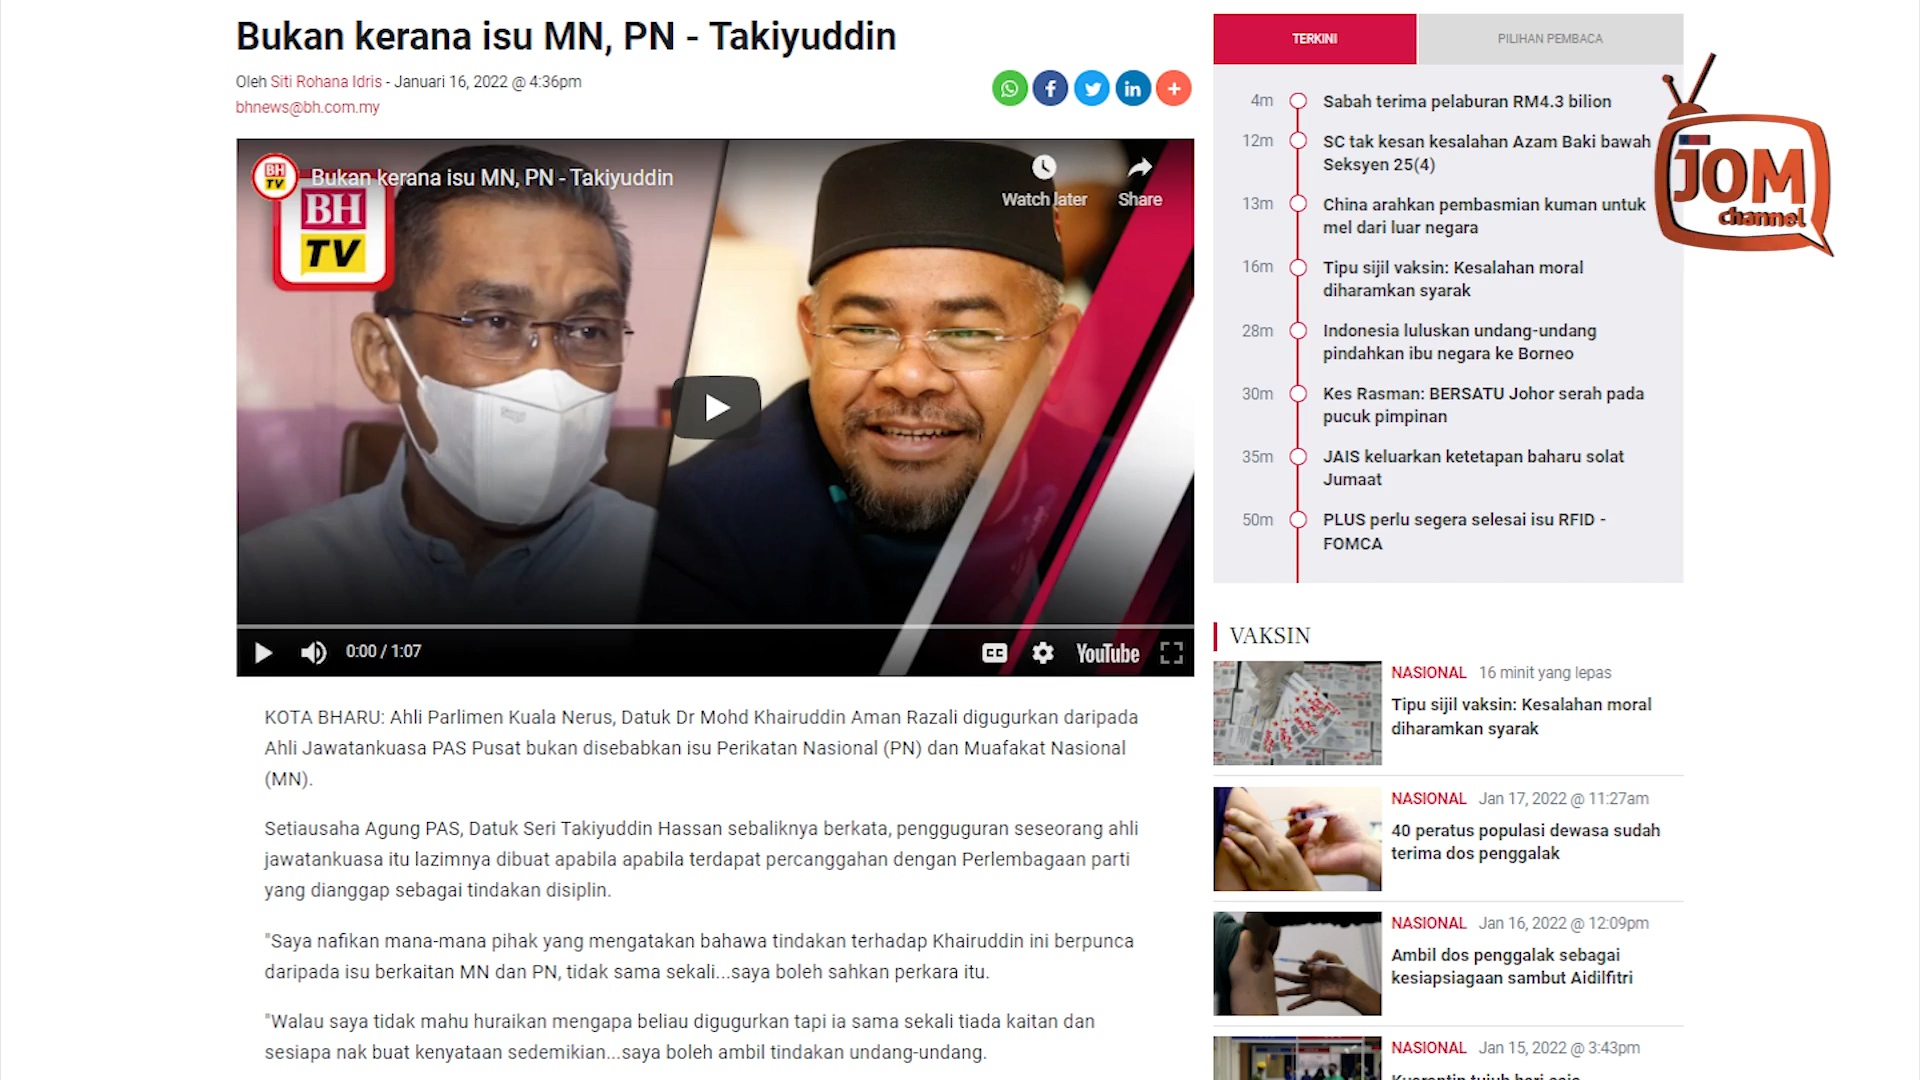 Bukan kerana isu MN, PN - Takiyuddin
Oleh Siti Rohana Idris - Januari 16, 2022 @ 4:36pm
bhnews@bh.com.my
BH
TV
Bukan kerana isu MN, PN - Takiyuddin
Watch later
Share
BH
TV
0:00 / 1:07
CC
YouTube
KOTA BHARU: Ahli Parlimen Kuala Nerus, Datuk Dr Mohd Khairuddin Aman Razali digugurkan daripada
Ahli Jawatankuasa PAS Pusat bukan disebabkan isu Perikatan Nasional (PN) dan Muafakat Nasional
(MN).
Setiausaha Agung PAS, Datuk Seri Takiyuddin Hassan sebaliknya berkata, pengguguran seseorang ahli
jawatankuasa itu lazimnya dibuat apabila apabila terdapat percanggahan dengan Perlembagaan parti
yang dianggap sebagai tindakan disiplin.
"Saya nafikan mana-mana pihak yang mengatakan bahawa tindakan terhadap Khairuddin ini berpunca
daripada isu berkaitan MN dan PN, tidak sama sekali...saya boleh sahkan perkara itu.
"Walau saya tidak mahu huraikan mengapa beliau digugurkan tapi ia sama sekali tiada kaitan dan
sesiapa nak buat kenyataan sedemikian...saya boleh ambil tindakan undang-undang.
TERKINI
PILIHAN PEMBACA
4m
Sabah terima pelaburan RM4.3 bilion
12m
SC tak kesan kesalahan Azam Baki bawah
Seksyen 25(4)
13m
China arahkan pembasmian kuman untuk
mel dari luar negara
16m
Tipu sijil vaksin: Kesalahan moral
diharamkan syarak
28m
Indonesia luluskan undang-undang
pindahkan ibu negara ke Borneo
30m
Kes Rasman: BERSATU Johor serah pada
pucuk pimpinan
35m
JAIS keluarkan ketetapan baharu solat
Jumaat
50m
PLUS perlu segera selesai isu RFID -
FOMCA
JOM
channel
VAKSIN
NASIONAL 16 minit yang lepas
Tipu sijil vaksin: Kesalahan moral
diharamkan syarak
NASIONAL Jan 17, 2022 @ 11:27am
40 peratus populasi dewasa sudah
terima dos penggalak
NASIONAL Jan 16, 2022 @ 12:09pm
Ambil dos penggalak sebagai
kesiapsiagaan sambut Aidilfitri
NASIONAL Jan 15, 2022 @ 3:43pm